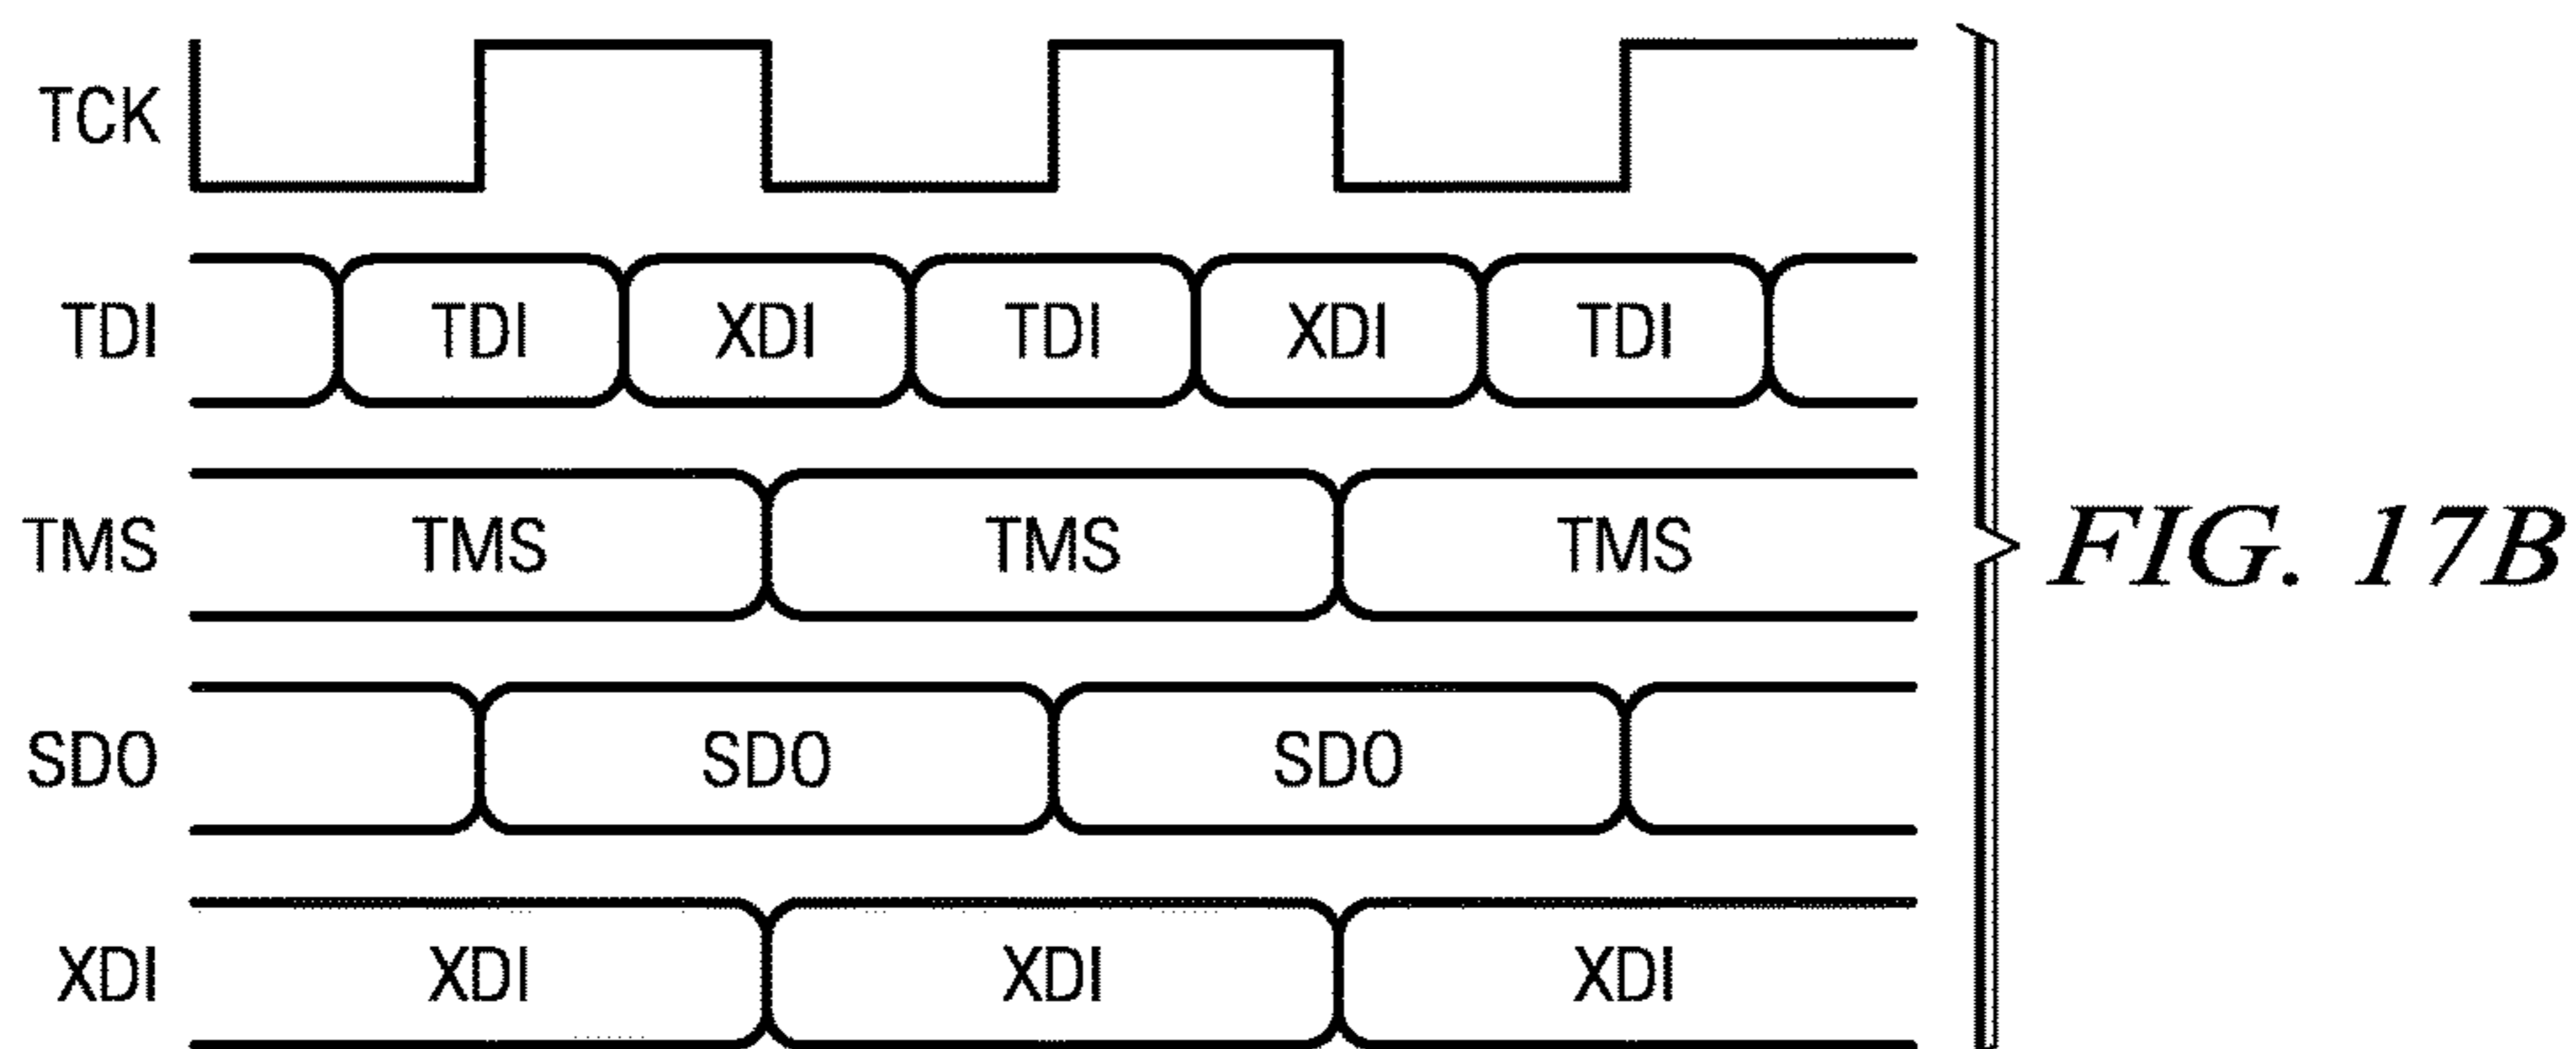 TCK
TDI TDI XDI TDI XDI TDI
TMS TMS TMS TMS
FIG. 17B
SDO SDO SDO
XDI XDI XDI XDI